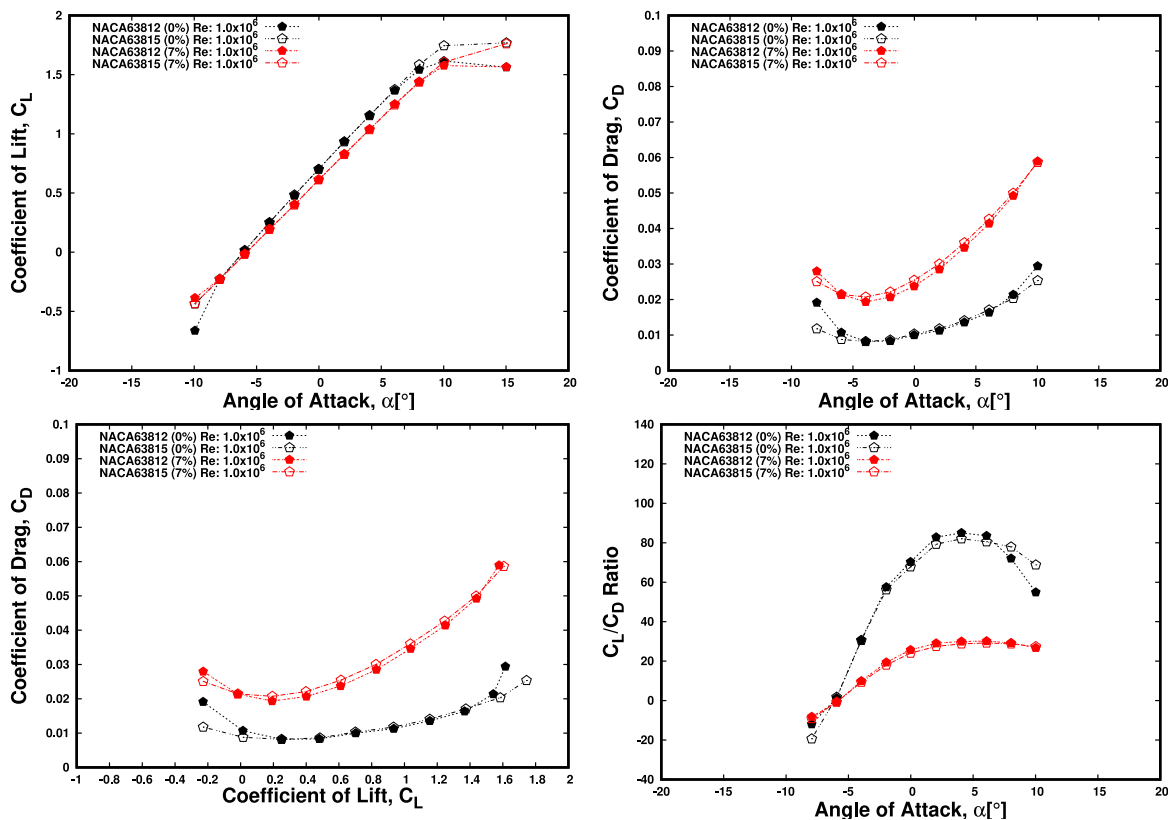 NACA63812 (0%) Re: 1.0x10^6
NACA63815 (0%) Re: 1.0x10^6
NACA63812 (7%) Re: 1.0x10^6
NACA63815 (7%) Re: 1.0x10^6
Coefficient of Lift, C_L
2
1.5
1
0.5
0
-0.5
-1
-20 -15 -10 -5 0 5 10 15 20
Angle of Attack, α[°]
NACA63812 (0%) Re: 1.0x10^6
NACA63815 (0%) Re: 1.0x10^6
NACA63812 (7%) Re: 1.0x10^6
NACA63815 (7%) Re: 1.0x10^6
Coefficient of Drag, C_D
0.1
0.09
0.08
0.07
0.06
0.05
0.04
0.03
0.02
0.01
0
-20 -15 -10 -5 0 5 10 15 20
Angle of Attack, α[°]
NACA63812 (0%) Re: 1.0x10^6
NACA63815 (0%) Re: 1.0x10^6
NACA63812 (7%) Re: 1.0x10^6
NACA63815 (7%) Re: 1.0x10^6
Coefficient of Drag, C_D
0.1
0.09
0.08
0.07
0.06
0.05
0.04
0.03
0.02
0.01
0
-1 -0.8 -0.6 -0.4 -0.2 0 0.2 0.4 0.6 0.8 1 1.2 1.4 1.6 1.8 2
Coefficient of Lift, C_L
NACA63812 (0%) Re: 1.0x10^6
NACA63815 (0%) Re: 1.0x10^6
NACA63812 (7%) Re: 1.0x10^6
NACA63815 (7%) Re: 1.0x10^6
C_L/C_D Ratio
140
120
100
80
60
40
20
0
-20
-40
-20 -15 -10 -5 0 5 10 15 20
Angle of Attack, α[°]